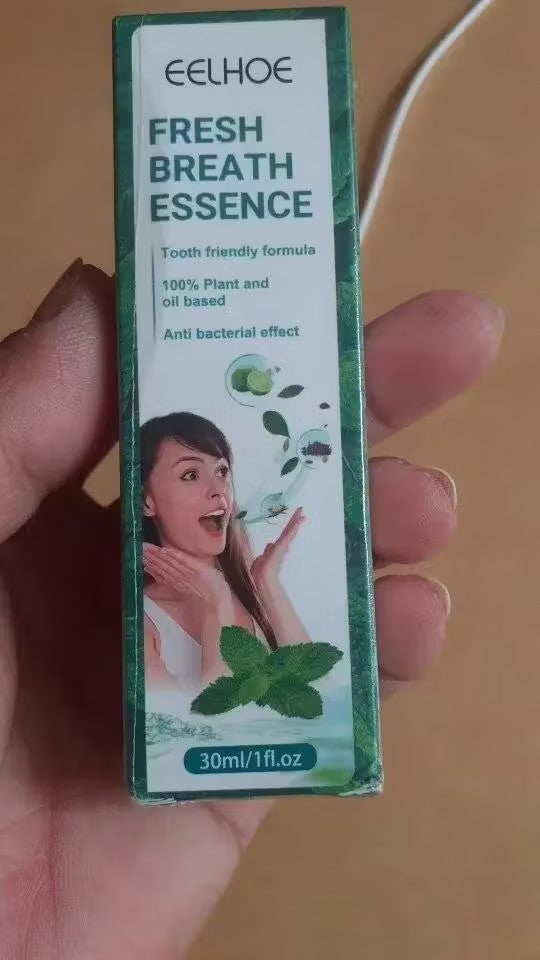 EELHOE
FRESH
BREATH
ESSENCE
Tooth friendly formula
100% Plant and
oil based
Anti bacterial effect
30ml/1fl.oz